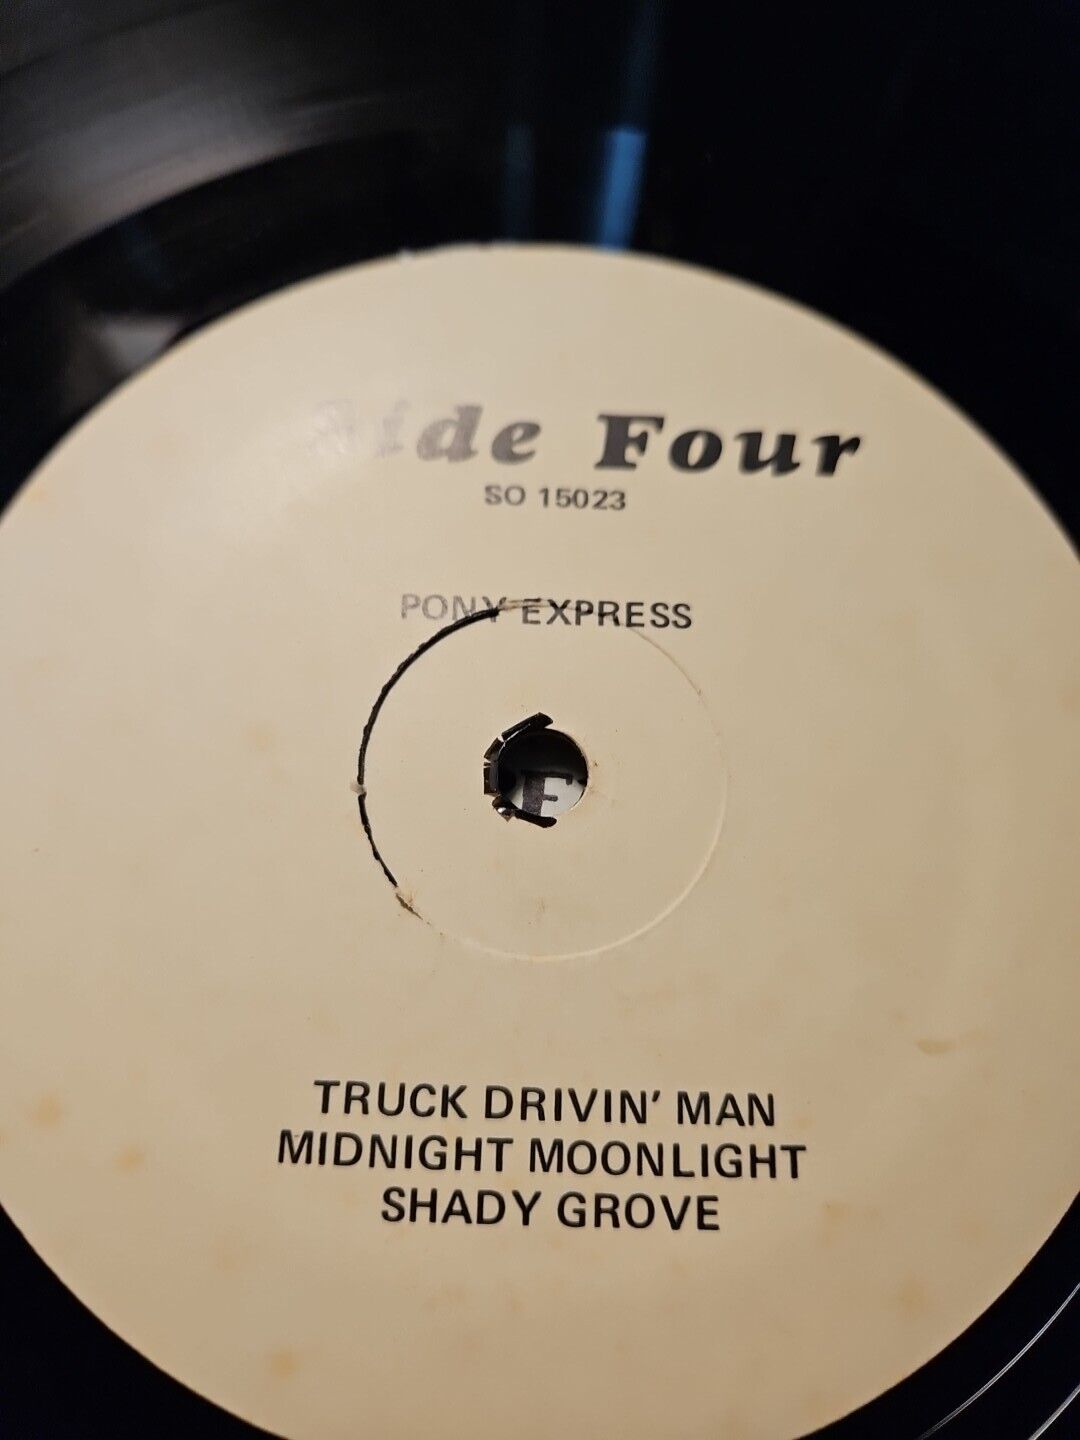 Side Four
SO 15023
PONY EXPRESS
F
TRUCK DRIVIN' MAN
MIDNIGHT MOONLIGHT
SHADY GROVE